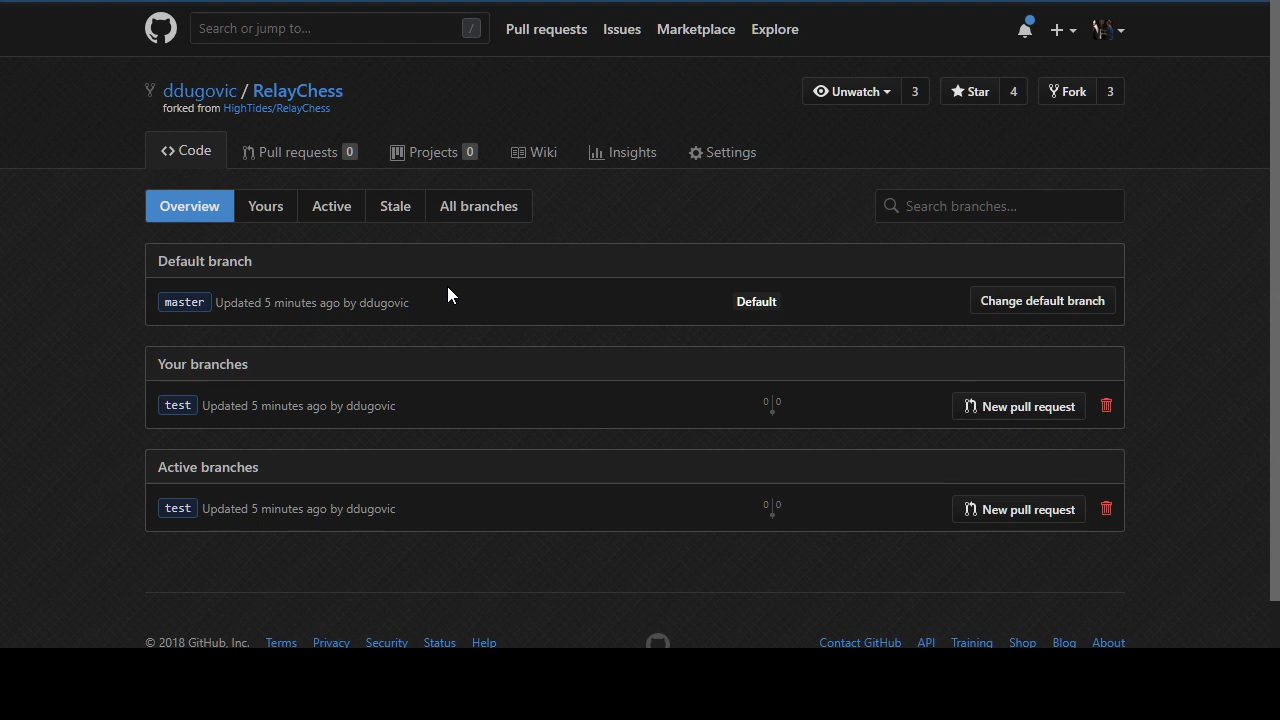 Search or jump to... /
Pull requests Issues Marketplace Explore
ddugovic / RelayChess
forked from HighTides/RelayChess
Unwatch 3 Star 4 Fork 3
Code Pull requests 0 Projects 0 Wiki Insights Settings
Overview Yours Active Stale All branches
Search branches...
Default branch
master Updated 5 minutes ago by ddugovic Default Change default branch
Your branches
test Updated 5 minutes ago by ddugovic 0 0 New pull request
Active branches
test Updated 5 minutes ago by ddugovic 0 0 New pull request
© 2018 GitHub, Inc. Terms Privacy Security Status Help Contact GitHub API Training Shop Blog About